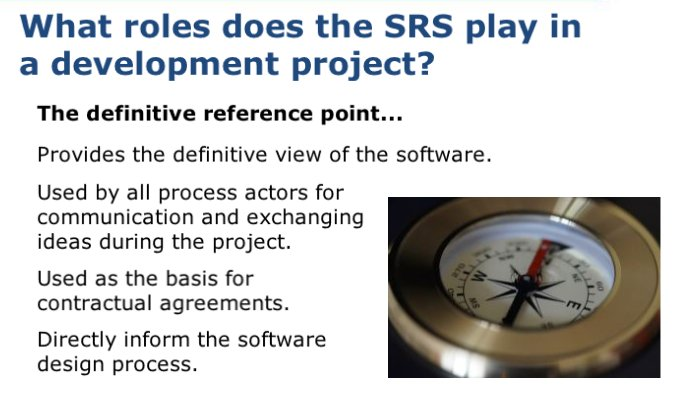 What roles does the SRS play in
a development project?
The definitive reference point...
Provides the definitive view of the software.
Used by all process actors for
communication and exchanging
ideas during the project.
Used as the basis for
contractual agreements.
Directly inform the software
design process.
W
NE
E
SW